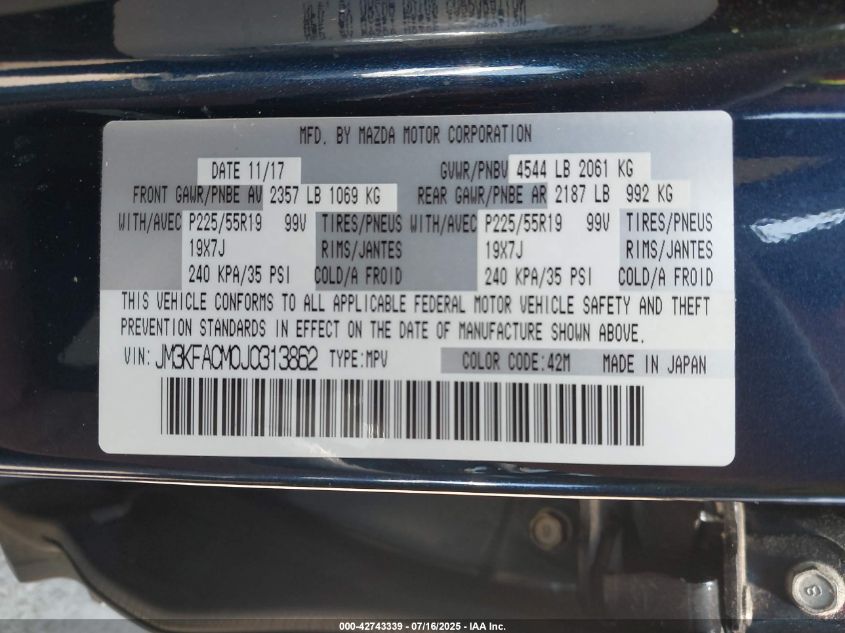 MFD. BY MAZDA MOTOR CORPORATION
DATE 11/17 GVWR/PNBV 4544 LB 2061 KG
FRONT GAWR/PNBE AV 2357 LB 1069 KG REAR GAWR/PNBE AR 2187 LB 992 KG
WITH/AVEC P225/55R19 99V TIRES/PNEUS WITH/AVEC P225/55R19 99V TIRES/PNEUS
19X7J RIMS/JANTES 19X7J RIMS/JANTES
240 KPA/35 PSI COLD/A FROID 240 KPA/35 PSI COLD/A FROID
THIS VEHICLE CONFORMS TO ALL APPLICABLE FEDERAL MOTOR VEHICLE SAFETY AND THEFT
PREVENTION STANDARDS IN EFFECT ON THE DATE OF MANUFACTURE SHOWN ABOVE.
VIN: JM3KFACM0J0313862 TYPE:MPV COLOR CODE:42M MADE IN JAPAN
000-42743339 - 07/16/2025 - IAA Inc.